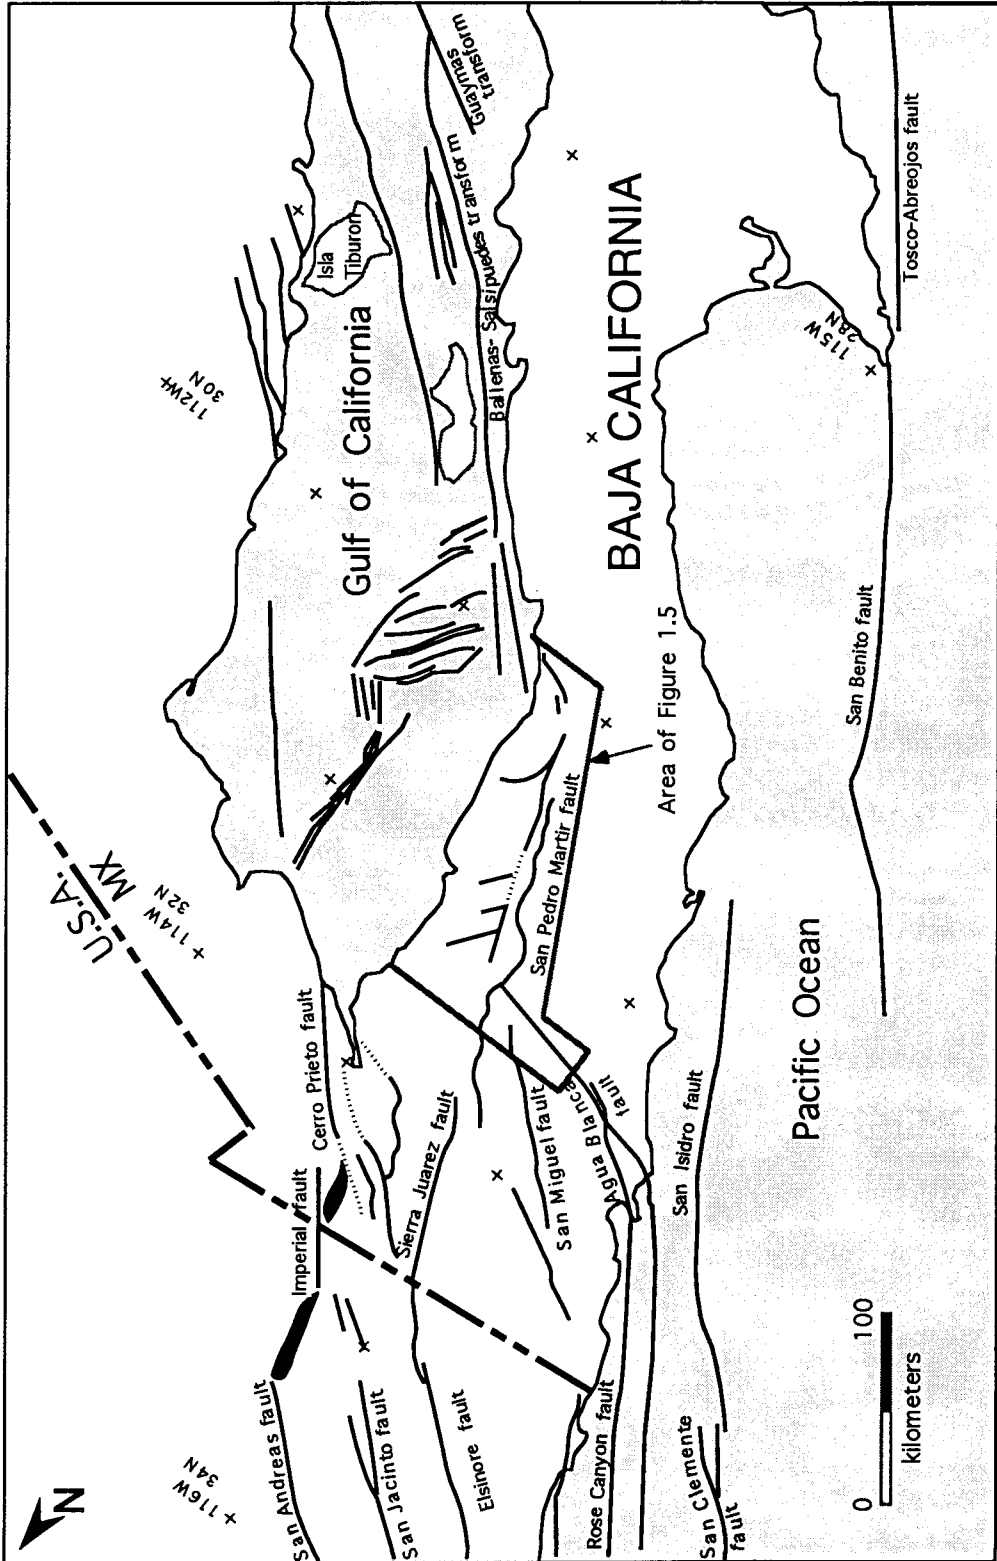 N
116W
34N
San Andreas fault
San Jacinto fault
Elsinore fault
Rose Canyon fault
San Clemente
fault
0
100
kilometers
Imperial fault
Cerro Prieto fault
Sierra Juarez fault
San Miguel fault
Agua Blanca
fault
San Isidro fault
Pacific Ocean
U.S.A.
MX
114W
32N
San Pedro Martir fault
Area of Figure 1.5
San Benito fault
Gulf of California
BAJA CALIFORNIA
112W
30N
Isla
Tiburon
Ballenas- Salsipuedes transform
Guaymas
transform
115W
28N
Tosco-Abreojos fault